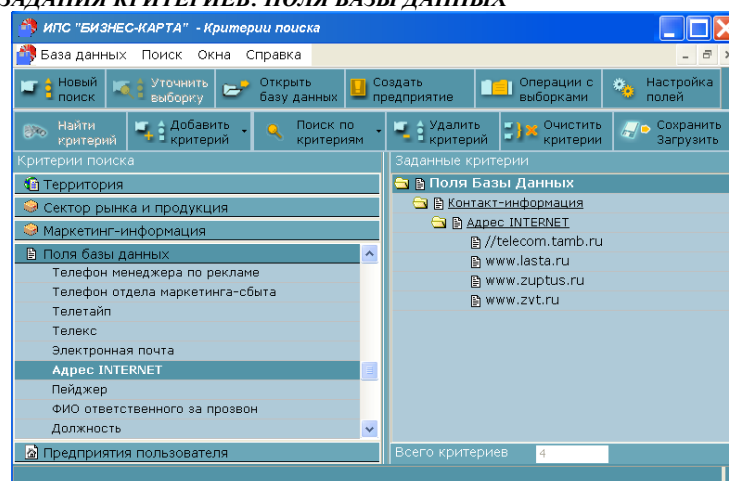 ЗАДАНИЯ КРИТЕРИЕВ: ПОЛЯ БАЗЫ ДАННЫХ
ИПС "БИЗНЕС-КАРТА" - Критерии поиска
База данных Поиск Окна Справка
Новый поиск
Уточнить выборку
Открыть базу данных
Создать предприятие
Операции с выборками
Настройка полей
Найти критерий
Добавить критерий
Поиск по критериям
Удалить критерий
Очистить критерии
Сохранить Загрузить
Критерии поиска
Территория
Сектор рынка и продукция
Маркетинг-информация
Поля базы данных
Телефон менеджера по рекламе
Телефон отдела маркетинга-сбыта
Телетайп
Телекс
Электронная почта
Адрес INTERNET
Пейджер
ФИО ответственного за прозвон
Должность
Предприятия пользователя
Заданные критерии
Поля Базы Данных
Контакт-информация
Адрес INTERNET
//telecom.tamb.ru
www.lasta.ru
www.zuptus.ru
www.zvt.ru
Всего критериев 4